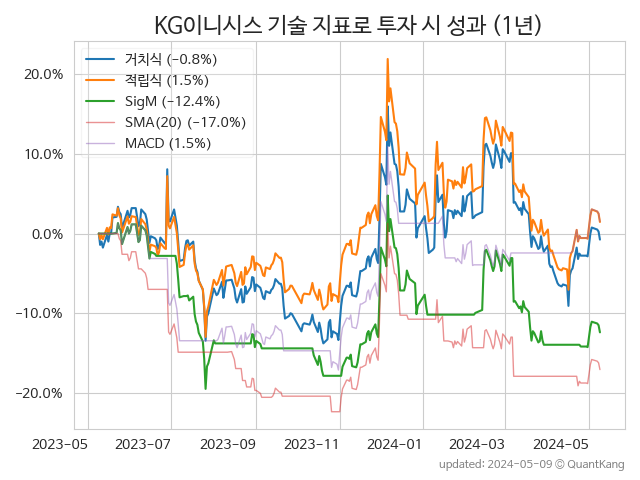 KG이니시스 기술 지표로 투자 시 성과 (1년)
거치식 (−0.8%)
적립식 (1.5%)
SigM (−12.4%)
SMA(20) (−17.0%)
MACD (1.5%)
20.0%
10.0%
0.0%
−10.0%
−20.0%
2023−05 2023−07 2023−09 2023−11 2024−01 2024−03 2024−05
updated: 2024−05−09 © QuantKang